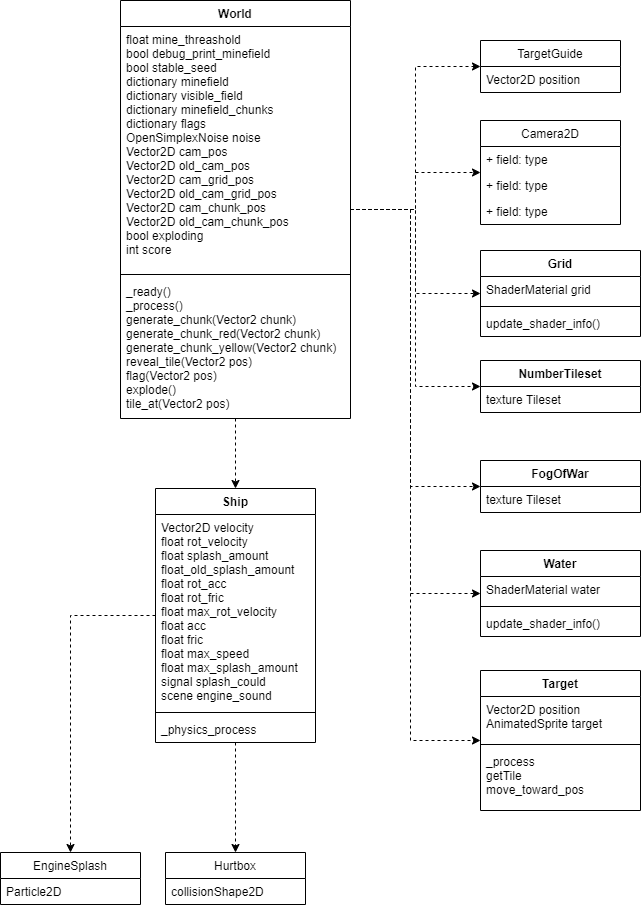 World
float mine_threashold
bool debug_print_minefield
bool stable_seed
dictionary minefield
dictionary visible_field
dictionary minefield_chunks
dictionary flags
OpenSimplexNoise noise
Vector2D cam_pos
Vector2D old_cam_pos
Vector2D cam_grid_pos
Vector2D old_cam_grid_pos
Vector2D cam_chunk_pos
Vector2D old_cam_chunk_pos
bool exploding
int score
_ready()
_process()
generate_chunk(Vector2 chunk)
generate_chunk_red(Vector2 chunk)
generate_chunk_yellow(Vector2 chunk)
reveal_tile(Vector2 pos)
flag(Vector2 pos)
explode()
tile_at(Vector2 pos)
TargetGuide
Vector2D position
Camera2D
+ field: type
+ field: type
+ field: type
Grid
ShaderMaterial grid
update_shader_info()
NumberTileset
texture Tileset
FogOfWar
texture Tileset
Water
ShaderMaterial water
update_shader_info()
Target
Vector2D position
AnimatedSprite target
_process
getTile
move_toward_pos
Ship
Vector2D velocity
float rot_velocity
float splash_amount
float_old_splash_amount
float rot_acc
float rot_fric
float max_rot_velocity
float acc
float fric
float max_speed
float max_splash_amount
signal splash_could
scene engine_sound
_physics_process
EngineSplash
Particle2D
Hurtbox
collisionShape2D